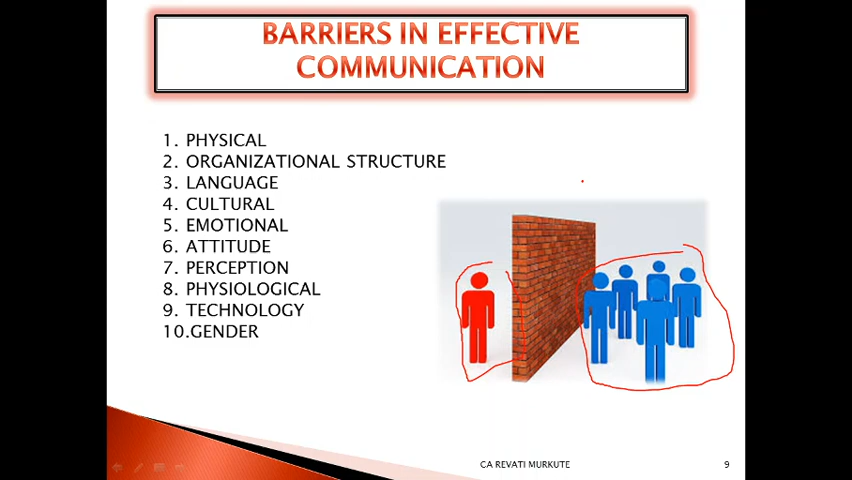 BARRIERS IN EFFECTIVE
COMMUNICATION
1. PHYSICAL
2. ORGANIZATIONAL STRUCTURE
3. LANGUAGE
4. CULTURAL
5. EMOTIONAL
6. ATTITUDE
7. PERCEPTION
8. PHYSIOLOGICAL
9. TECHNOLOGY
10.GENDER
CA REVATI MURKUTE
9